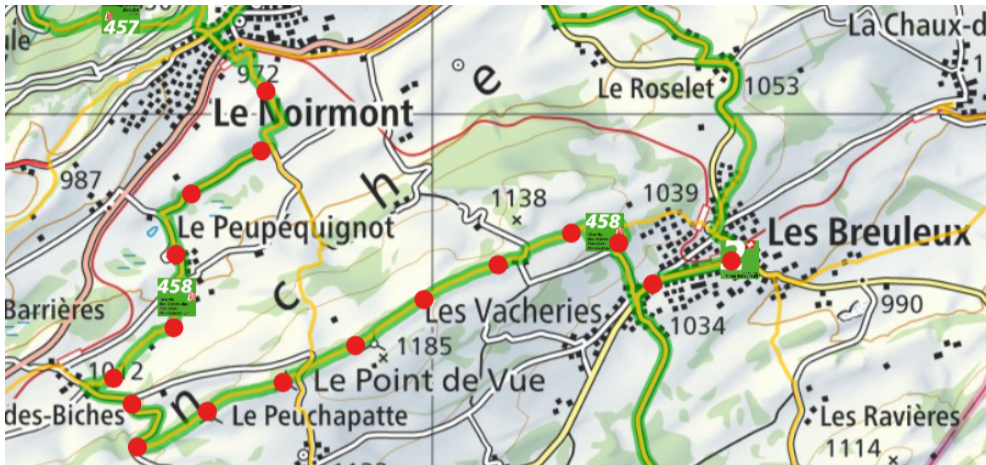 457
ule
La Chaux-d
972
e
Le Roselet
1053
Le Noirmont
987
h
1138
1039
458
Le Peupéquignot
Les Breuleux
458
c
Barrières
Les Vacheries
990
1034
1185
Le Point de Vue
n
des-Biches
Le Peuchapatte
Les Ravières
1114